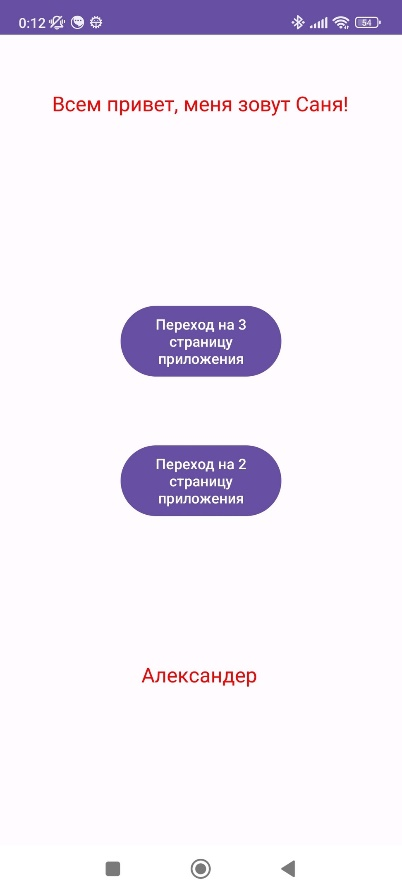 0:12
54
Всем привет, меня зовут Саня!
Переход на 3
страницу
приложения
Переход на 2
страницу
приложения
Александер